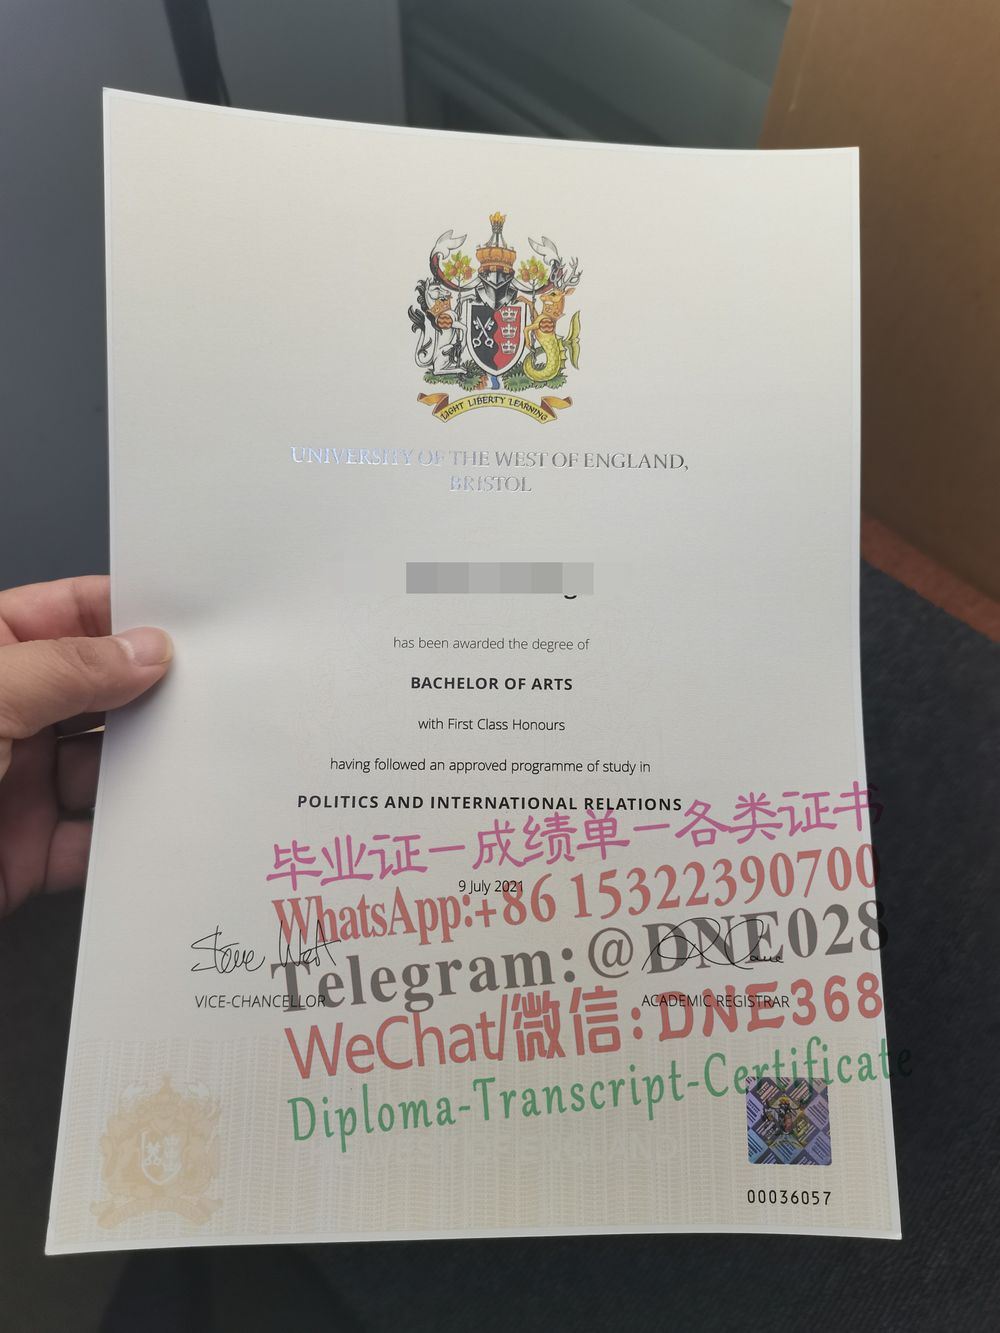 LIGHT LIBERTY LEARNING
UNIVERSITY OF THE WEST OF ENGLAND,
BRISTOL
has been awarded the degree of
BACHELOR OF ARTS
with First Class Honours
having followed an approved programme of study in
POLITICS AND INTERNATIONAL RELATIONS
毕业证－成绩单－各类证书
9 July 2021
WhatsApp:+86 15322390700
Steve West
Telegram:@DNE028
VICE-CHANCELLOR
ACADEMIC REGISTRAR
WeChat/微信:DNE368
Diploma-Transcript-Certificate
00036057